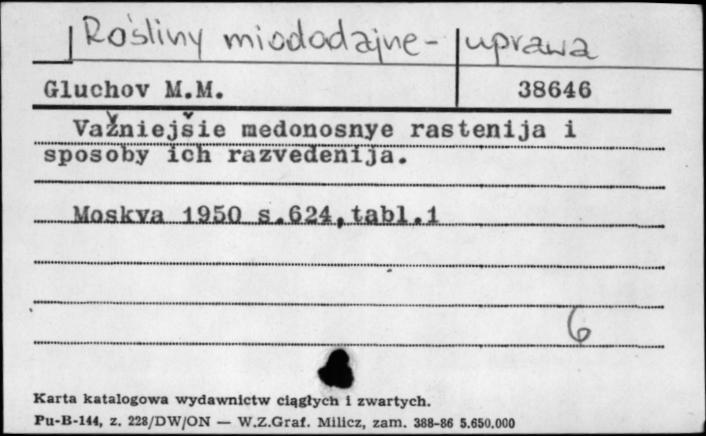 Rośliny miododajne - uprawa
Gluchov M.M. 38646
Važniejšie medonosnye rastenija i
sposoby ich razvedenija.
Moskva 1950 s.624,tabl.1
6
Karta katalogowa wydawnictw ciągłych i zwartych.
Pu-B-144, z. 228/DW/ON — W.Z.Graf. Milicz, zam. 388-86 5.650.000